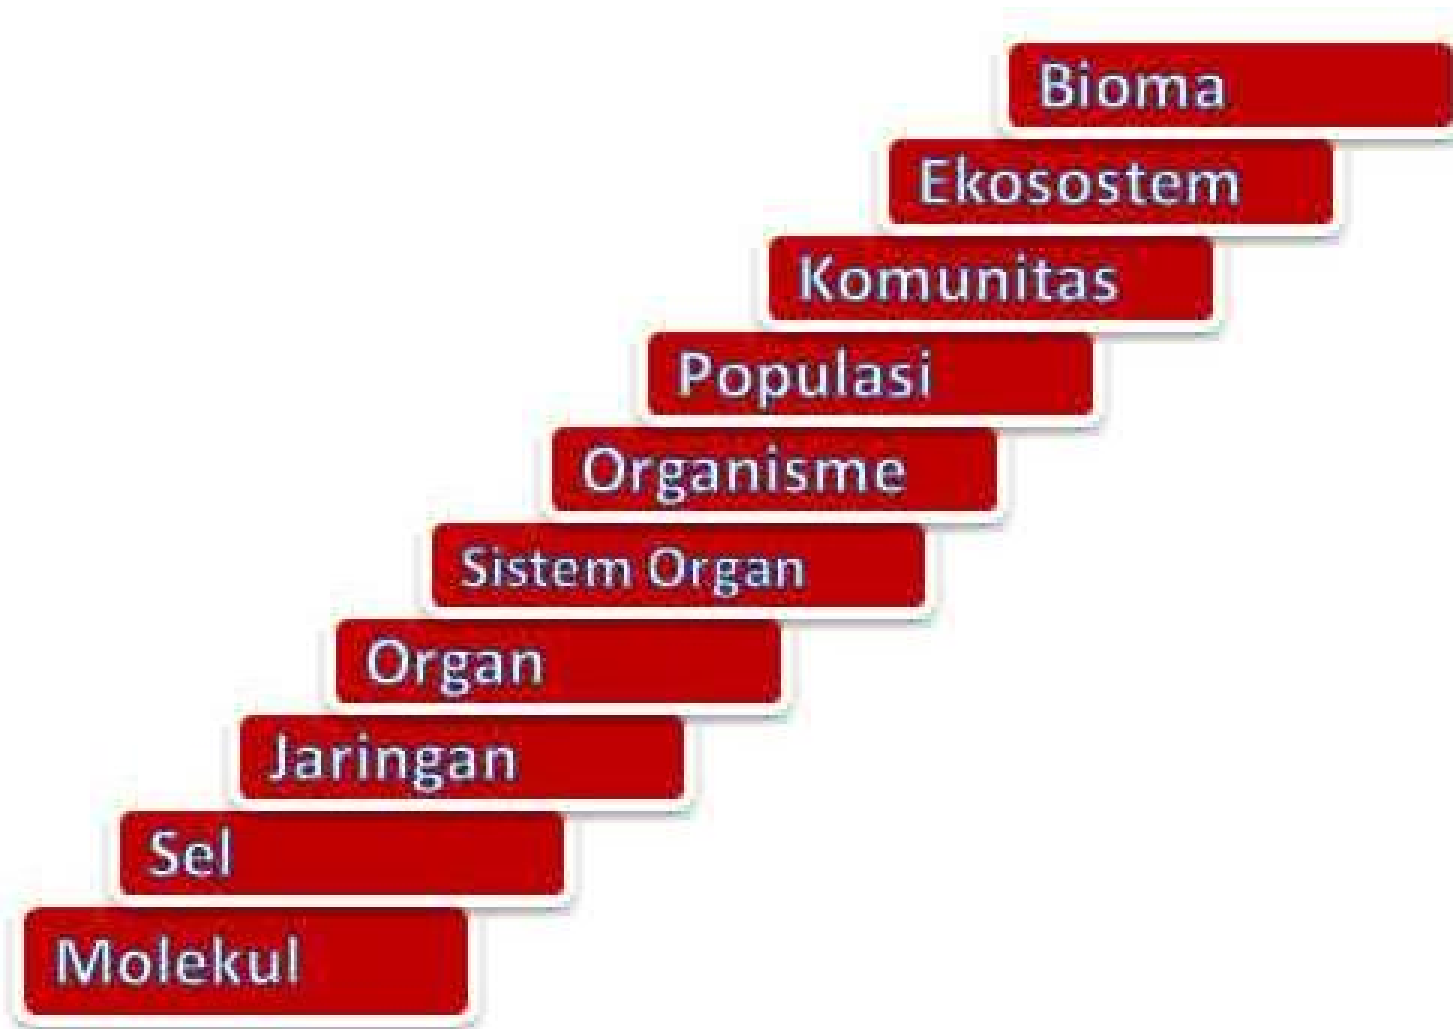 Bioma
Ekosostem
Komunitas
Populasi
Organisme
Sistem Organ
Organ
Jaringan
Sel
Molekul